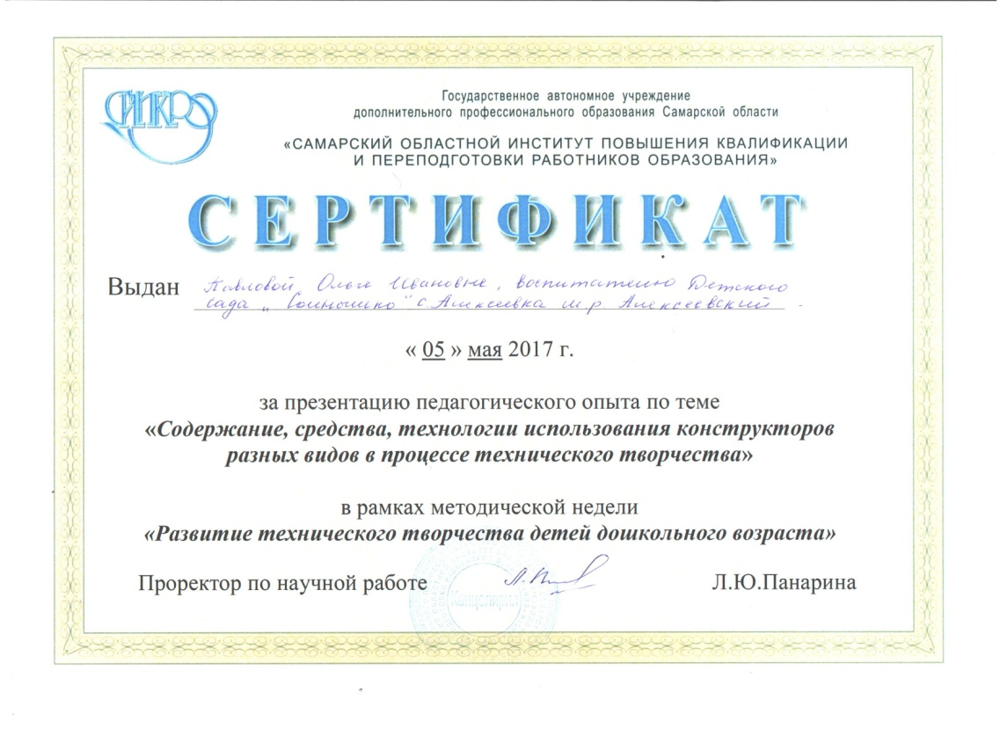 СИПКРО
Государственное автономное учреждение
дополнительного профессионального образования Самарской области
«САМАРСКИЙ ОБЛАСТНОЙ ИНСТИТУТ ПОВЫШЕНИЯ КВАЛИФИКАЦИИ
И ПЕРЕПОДГОТОВКИ РАБОТНИКОВ ОБРАЗОВАНИЯ»
СЕРТИФИКАТ
Выдан Павловой Ольге Ивановне, воспитателю Детского
сада „Солнышко" с. Алексеевка м.р. Алексеевский
« 05 » мая 2017 г.
за презентацию педагогического опыта по теме
«Содержание, средства, технологии использования конструкторов
разных видов в процессе технического творчества»
в рамках методической недели
«Развитие технического творчества детей дошкольного возраста»
Проректор по научной работе Л.Ю.Панарина
Канцелярия